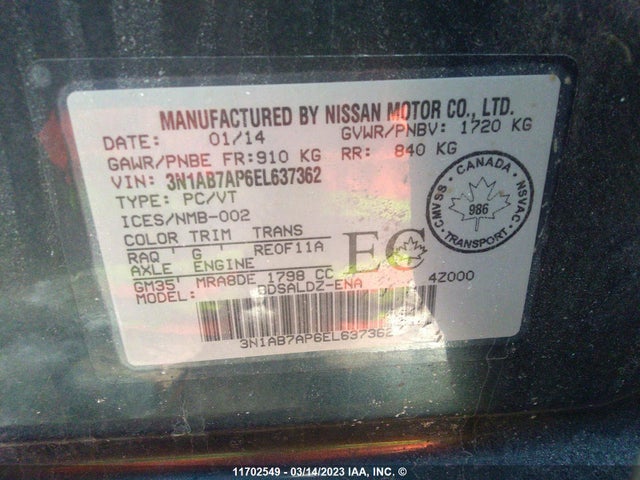 MANUFACTURED BY NISSAN MOTOR CO., LTD.
DATE: 01/14 GVWR/PNBV: 1720 KG
GAWR/PNBE FR:910 KG RR: 840 KG
VIN: 3N1AB7AP6EL637362
TYPE: PC/VT
ICES/NMB-002
COLOR TRIM TRANS
RAQ ' G ' RE0F11A
AXLE ENGINE
GM35' MRA8DE 1798 CC
MODEL: BDSALDZ-ENA 4Z000
EC
CANADA
CMVSS NSVAC
986
TRANSPORT
3N1AB7AP6EL637362
11702549 - 03/14/2023 IAA, INC. ©